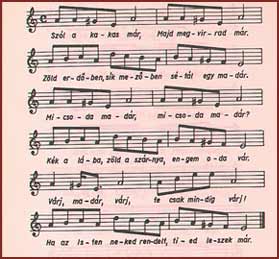 Szól a ka-kas már, Majd meg-vir-rad már.
Zöld er-dő-ben, sík me-ző-ben sé-tál egy ma-dár.
Mi-cso-da ma-dár, mi-cso-da ma-dár?
Kék a lá-ba, zöld a szár-nya, en-gem o-da vár.
Várj, ma-dár, várj, te csak min-dig várj!
Ha az Is-ten ne-ked ren-delt, ti-ed le-szek már.